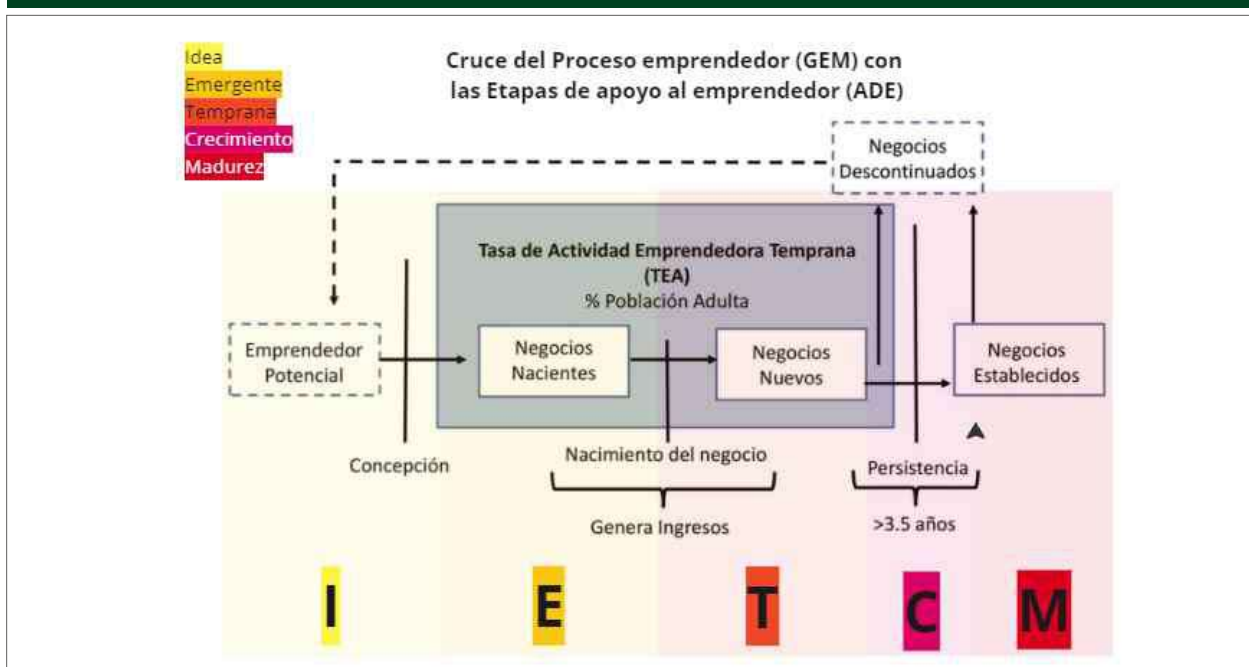 Idea
Emergente
Temprana
Crecimiento
Madurez
Cruce del Proceso emprendedor (GEM) con
las Etapas de apoyo al emprendedor (ADE)
Negocios
Descontinuados
Tasa de Actividad Emprendedora Temprana
(TEA)
% Población Adulta
Emprendedor
Potencial
Negocios
Nacientes
Negocios
Nuevos
Negocios
Establecidos
Concepción
Nacimiento del negocio
Persistencia
Genera Ingresos
>3.5 años
I
E
T
C
M